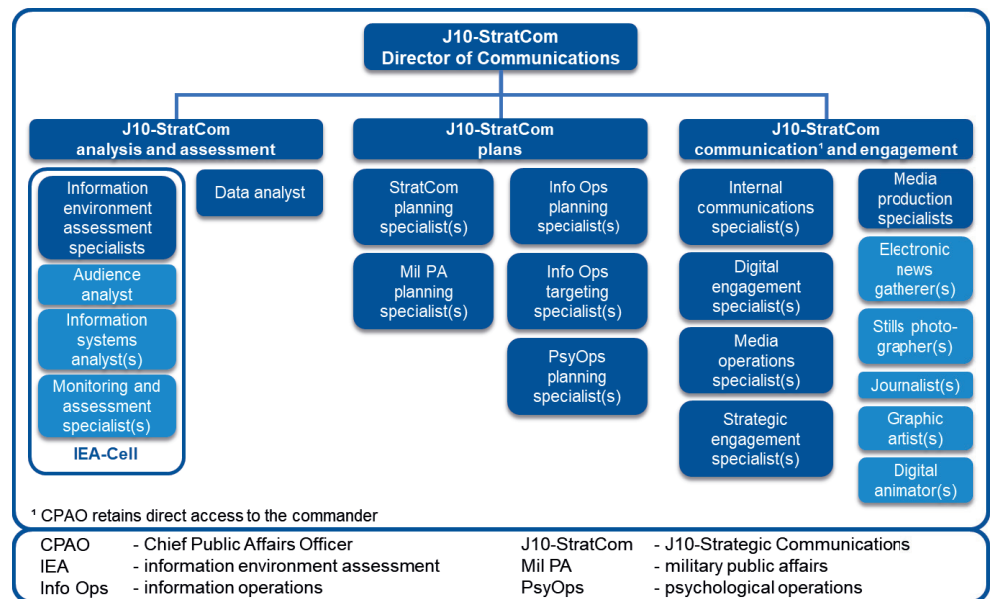 J10-StratCom
Director of Communications
J10-StratCom
analysis and assessment
Information
environment
assessment
specialists
Audience
analyst
Information
systems
analyst(s)
Monitoring and
assessment
specialist(s)
IEA-Cell
Data analyst
J10-StratCom
plans
StratCom
planning
specialist(s)
Mil PA
planning
specialist(s)
Info Ops
planning
specialist(s)
Info Ops
targeting
specialist(s)
PsyOps
planning
specialist(s)
J10-StratCom
communication¹ and engagement
Internal
communications
specialist(s)
Digital
engagement
specialist(s)
Media
operations
specialist(s)
Strategic
engagement
specialist(s)
Media
production
specialists
Electronic
news
gatherer(s)
Stills photo-
grapher(s)
Journalist(s)
Graphic
artist(s)
Digital
animator(s)
¹ CPAO retains direct access to the commander
CPAO - Chief Public Affairs Officer
IEA - information environment assessment
Info Ops - information operations
J10-StratCom - J10-Strategic Communications
Mil PA - military public affairs
PsyOps - psychological operations